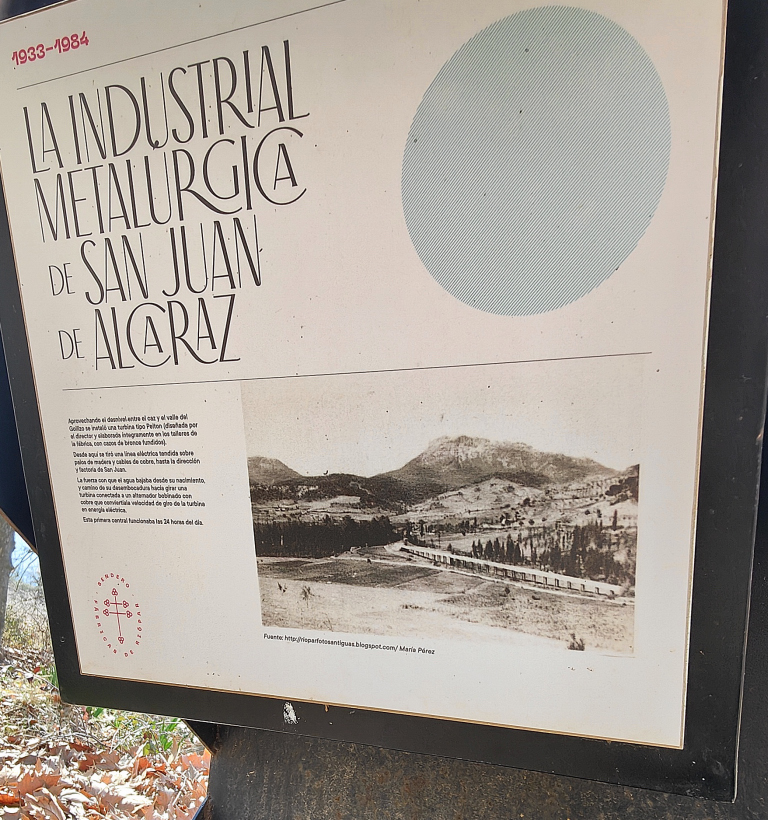 1933-1984
LA INDUSTRIAL
METALÚRGICA
DE SAN JUAN
DE ALCARAZ
Aprovechando el desnivel entre el caz y el valle del
Gollizo se instaló una turbina tipo Pelton (diseñada por
el director y elaborada íntegramente en los talleres de
la fábrica, con cazos de bronce fundidos).
Desde aquí se tiró una línea eléctrica tendida sobre
palos de madera y cables de cobre, hasta la dirección
y factoría de San Juan.
La fuerza con que el agua bajaba desde su nacimiento,
y camino de su desembocadura hacía girar una
turbina conectada a un alternador bobinado con
cobre que convertía la velocidad de giro de la turbina
en energía eléctrica.
Esta primera central funcionaba las 24 horas del día.
SENDERO
Fuente: http://rioparfotosantiguas.blogspot.com/ María Pérez